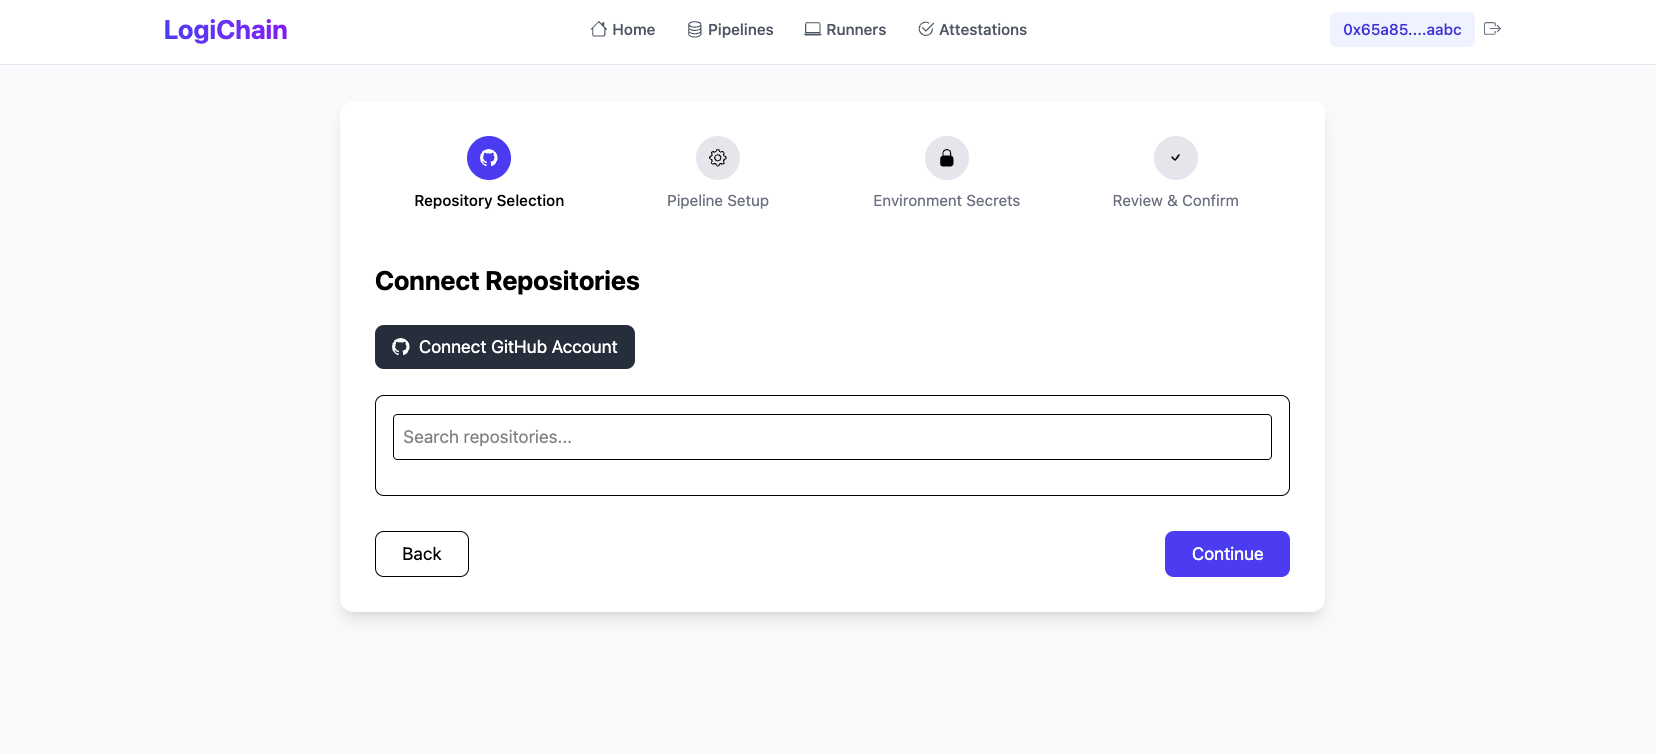 LogiChain
Home
Pipelines
Runners
Attestations
0x65a85....aabc
Repository Selection
Pipeline Setup
Environment Secrets
Review & Confirm
Connect Repositories
Connect GitHub Account
Search repositories...
Back
Continue